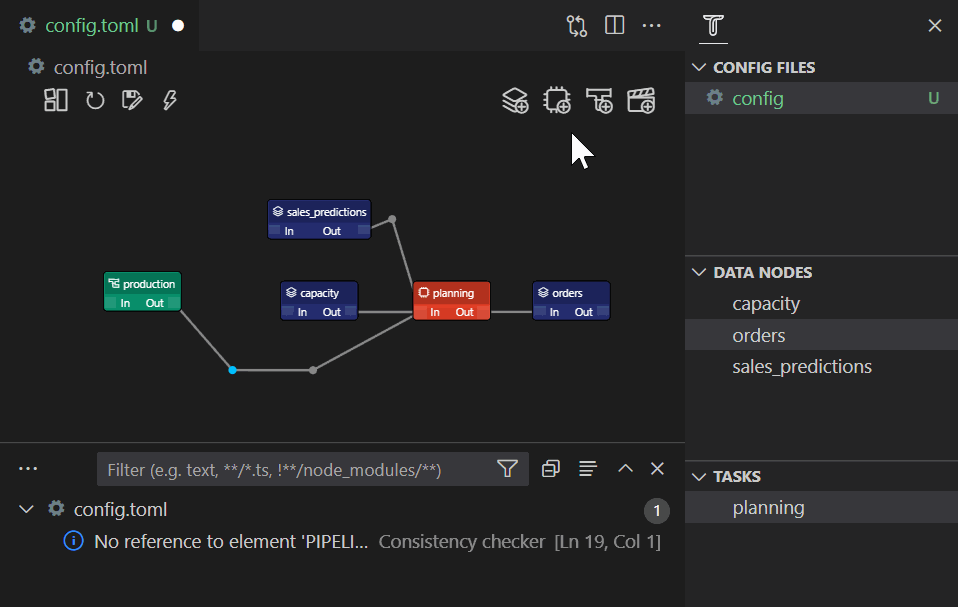 config.toml U
config.toml
sales_predictions
In Out
production
In Out
capacity
In Out
planning
In Out
orders
In Out
Filter (e.g. text, **/*.ts, !**/node_modules/**)
config.toml
1
No reference to element 'PIPELI... Consistency checker [Ln 19, Col 1]
CONFIG FILES
config U
DATA NODES
capacity
orders
sales_predictions
TASKS
planning